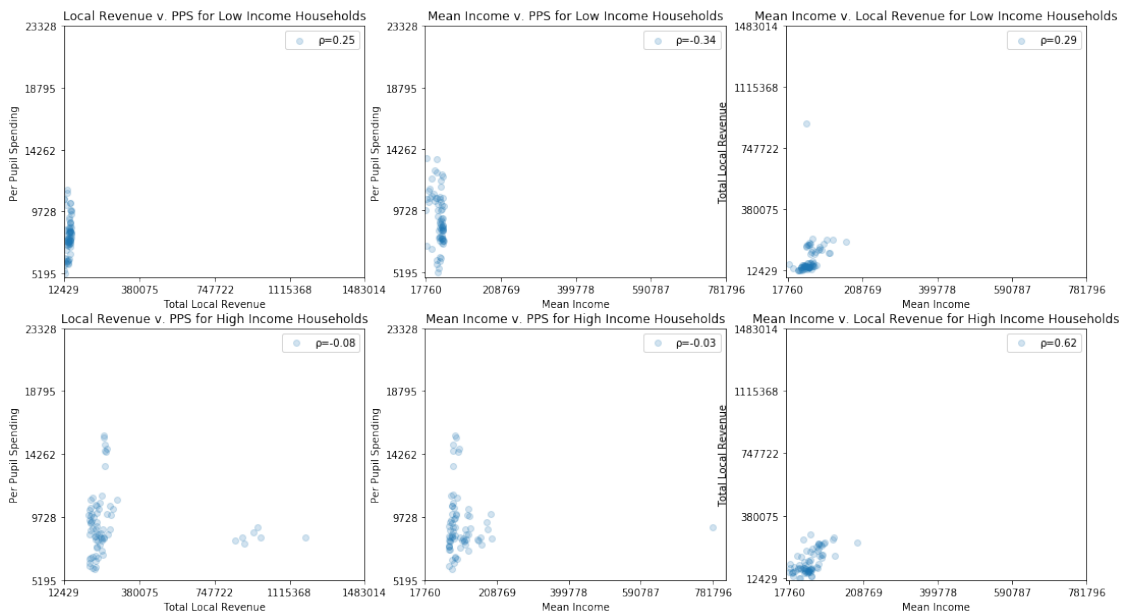 Local Revenue v. PPS for Low Income Households
23328
18795
14262
9728
5195
Per Pupil Spending
ρ=0.25
12429 380075 747722 1115368 1483014
Total Local Revenue
Mean Income v. PPS for Low Income Households
23328
18795
14262
9728
5195
Per Pupil Spending
ρ=-0.34
17760 208769 399778 590787 781796
Mean Income
Mean Income v. Local Revenue for Low Income Households
1483014
1115368
747722
380075
12429
Total Local Revenue
ρ=0.29
17760 208769 399778 590787 781796
Mean Income
Local Revenue v. PPS for High Income Households
23328
18795
14262
9728
5195
Per Pupil Spending
ρ=-0.08
12429 380075 747722 1115368 1483014
Total Local Revenue
Mean Income v. PPS for High Income Households
23328
18795
14262
9728
5195
Per Pupil Spending
ρ=-0.03
17760 208769 399778 590787 781796
Mean Income
Mean Income v. Local Revenue for High Income Households
1483014
1115368
747722
380075
12429
Total Local Revenue
ρ=0.62
17760 208769 399778 590787 781796
Mean Income